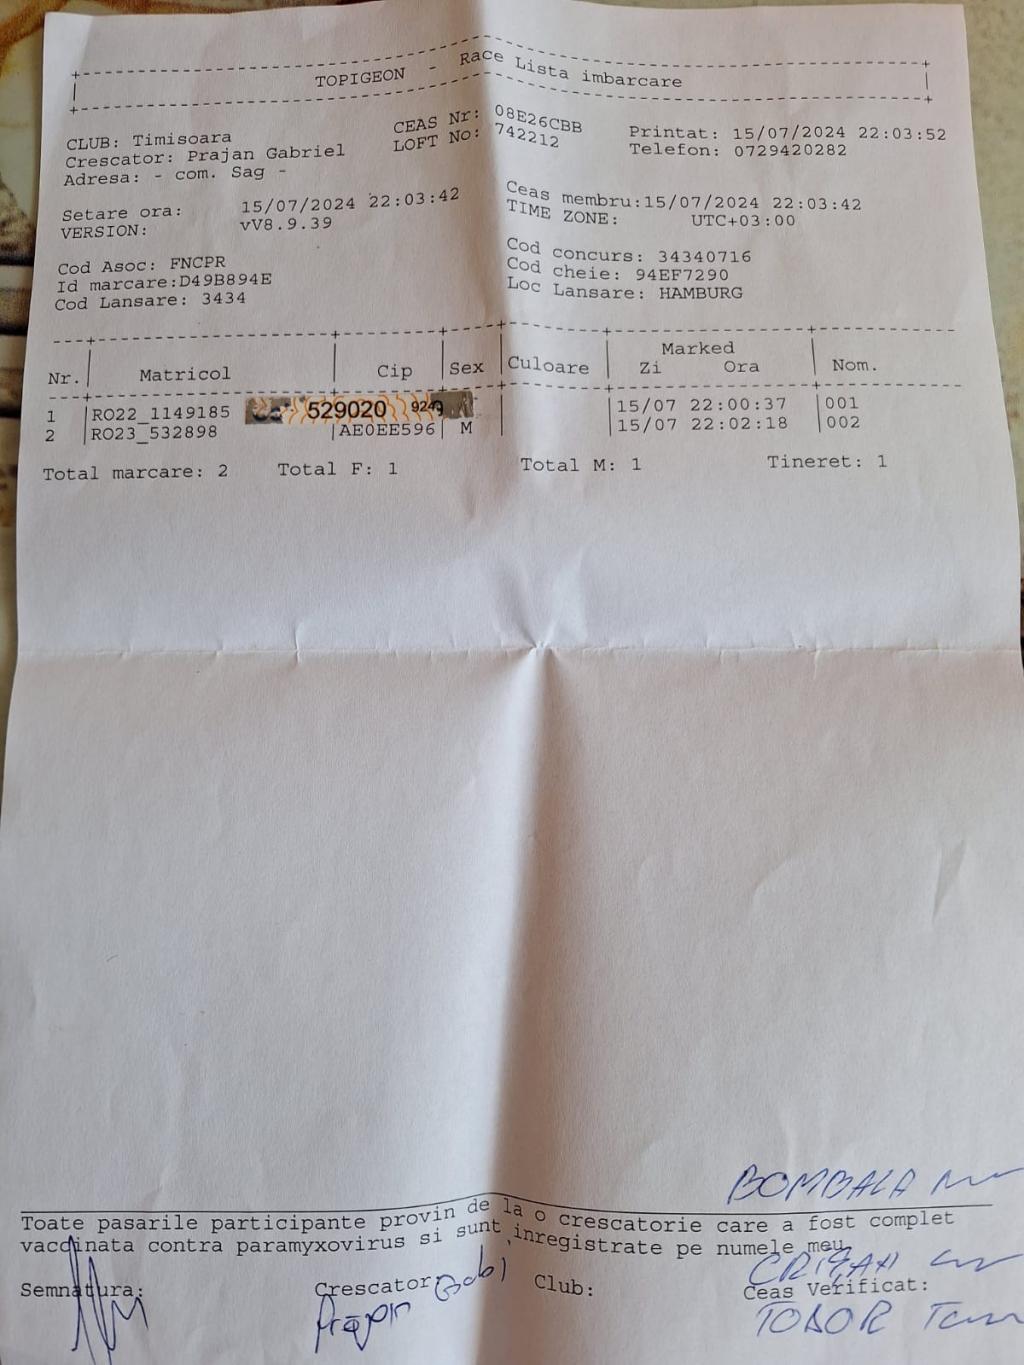 TOPIGEON - Race Lista imbarcare
CLUB: Timisoara
Crescator: Prajan Gabriel
Adresa: - com. Sag -
CEAS Nr: 08E26CBB
LOFT No: 742212
Printat: 15/07/2024 22:03:52
Telefon: 0729420282
Setare ora: 15/07/2024 22:03:42
VERSION: vV8.9.39
Ceas membru:15/07/2024 22:03:42
TIME ZONE: UTC+03:00
Cod Asoc: FNCPR
Id marcare:D49B894E
Cod Lansare: 3434
Cod concurs: 34340716
Cod cheie: 94EF7290
Loc Lansare: HAMBURG
Marked
Nr. Matricol Cip Sex Culoare Zi Ora Nom.
1 RO22_1149185 529020 15/07 22:00:37 001
2 RO23_532898 AE0EE596 M 15/07 22:02:18 002
Total marcare: 2 Total F: 1 Total M: 1 Tineret: 1
BOMBALA
Toate pasarile participante provin de la o crescatorie care a fost complet
vaccinata contra paramyxovirus si sunt inregistrate pe numele meu
Semnatura: Crescator: Club: Ceas Verificat:
TODOR